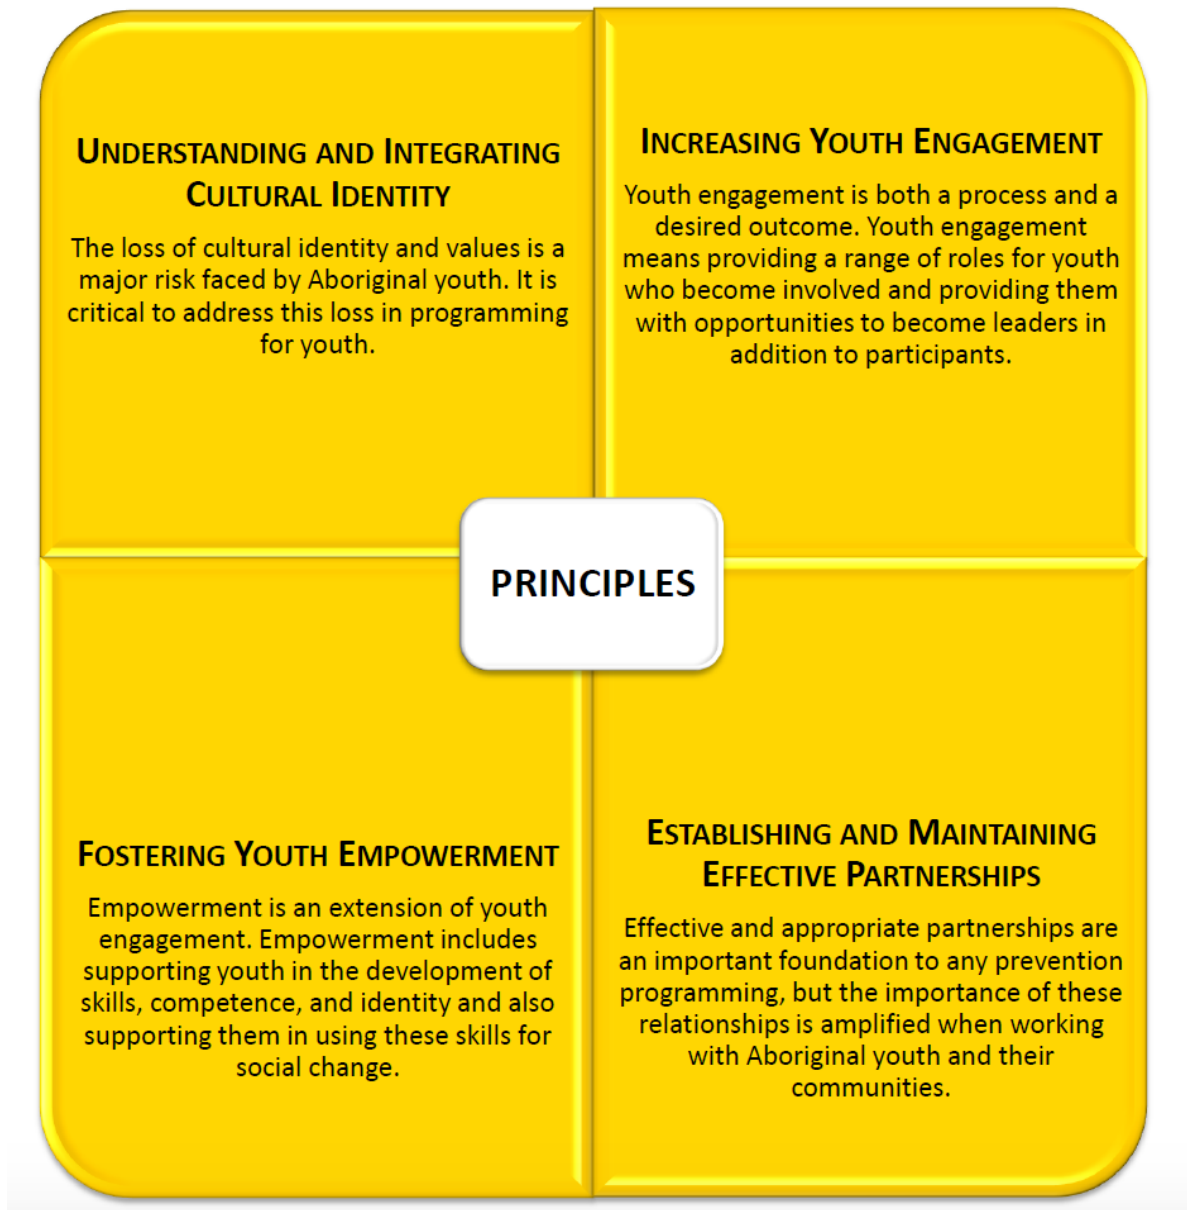 UNDERSTANDING AND INTEGRATING
CULTURAL IDENTITY
The loss of cultural identity and values is a
major risk faced by Aboriginal youth. It is
critical to address this loss in programming
for youth.
INCREASING YOUTH ENGAGEMENT
Youth engagement is both a process and a
desired outcome. Youth engagement
means providing a range of roles for youth
who become involved and providing them
with opportunities to become leaders in
addition to participants.
PRINCIPLES
FOSTERING YOUTH EMPOWERMENT
Empowerment is an extension of youth
engagement. Empowerment includes
supporting youth in the development of
skills, competence, and identity and also
supporting them in using these skills for
social change.
ESTABLISHING AND MAINTAINING
EFFECTIVE PARTNERSHIPS
Effective and appropriate partnerships are
an important foundation to any prevention
programming, but the importance of these
relationships is amplified when working
with Aboriginal youth and their
communities.